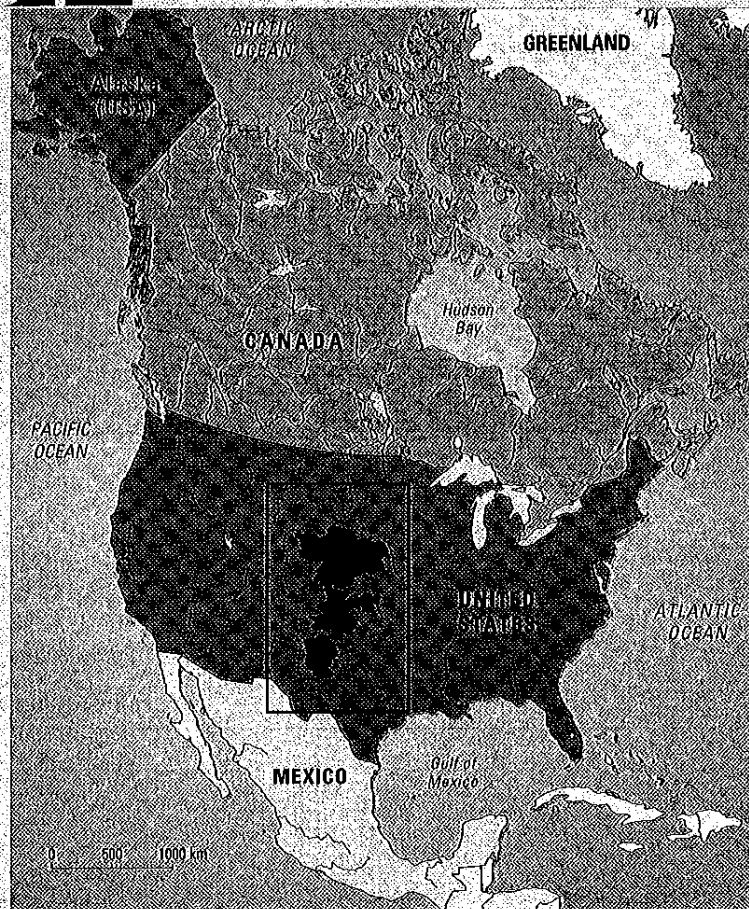 ARCTIC
OCEAN
GREENLAND
Alaska
(USA)
Hudson
Bay
CANADA
PACIFIC
OCEAN
UNITED
STATES
ATLANTIC
OCEAN
MEXICO
Gulf of
Mexico
0 500 1000 km